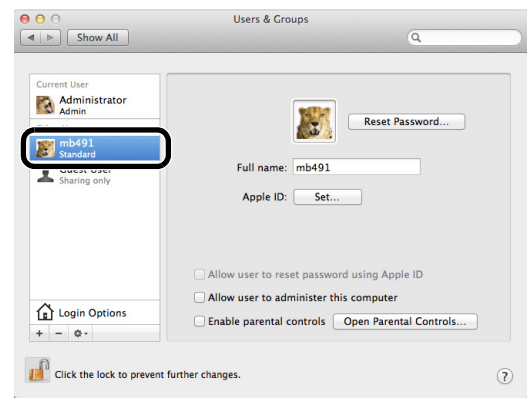 Users & Groups
Show All
Current User
Administrator
Admin
mb491
Standard
Guest User
Sharing only
Login Options
Reset Password...
Full name: mb491
Apple ID: Set...
Allow user to reset password using Apple ID
Allow user to administer this computer
Enable parental controls Open Parental Controls...
Click the lock to prevent further changes.
?